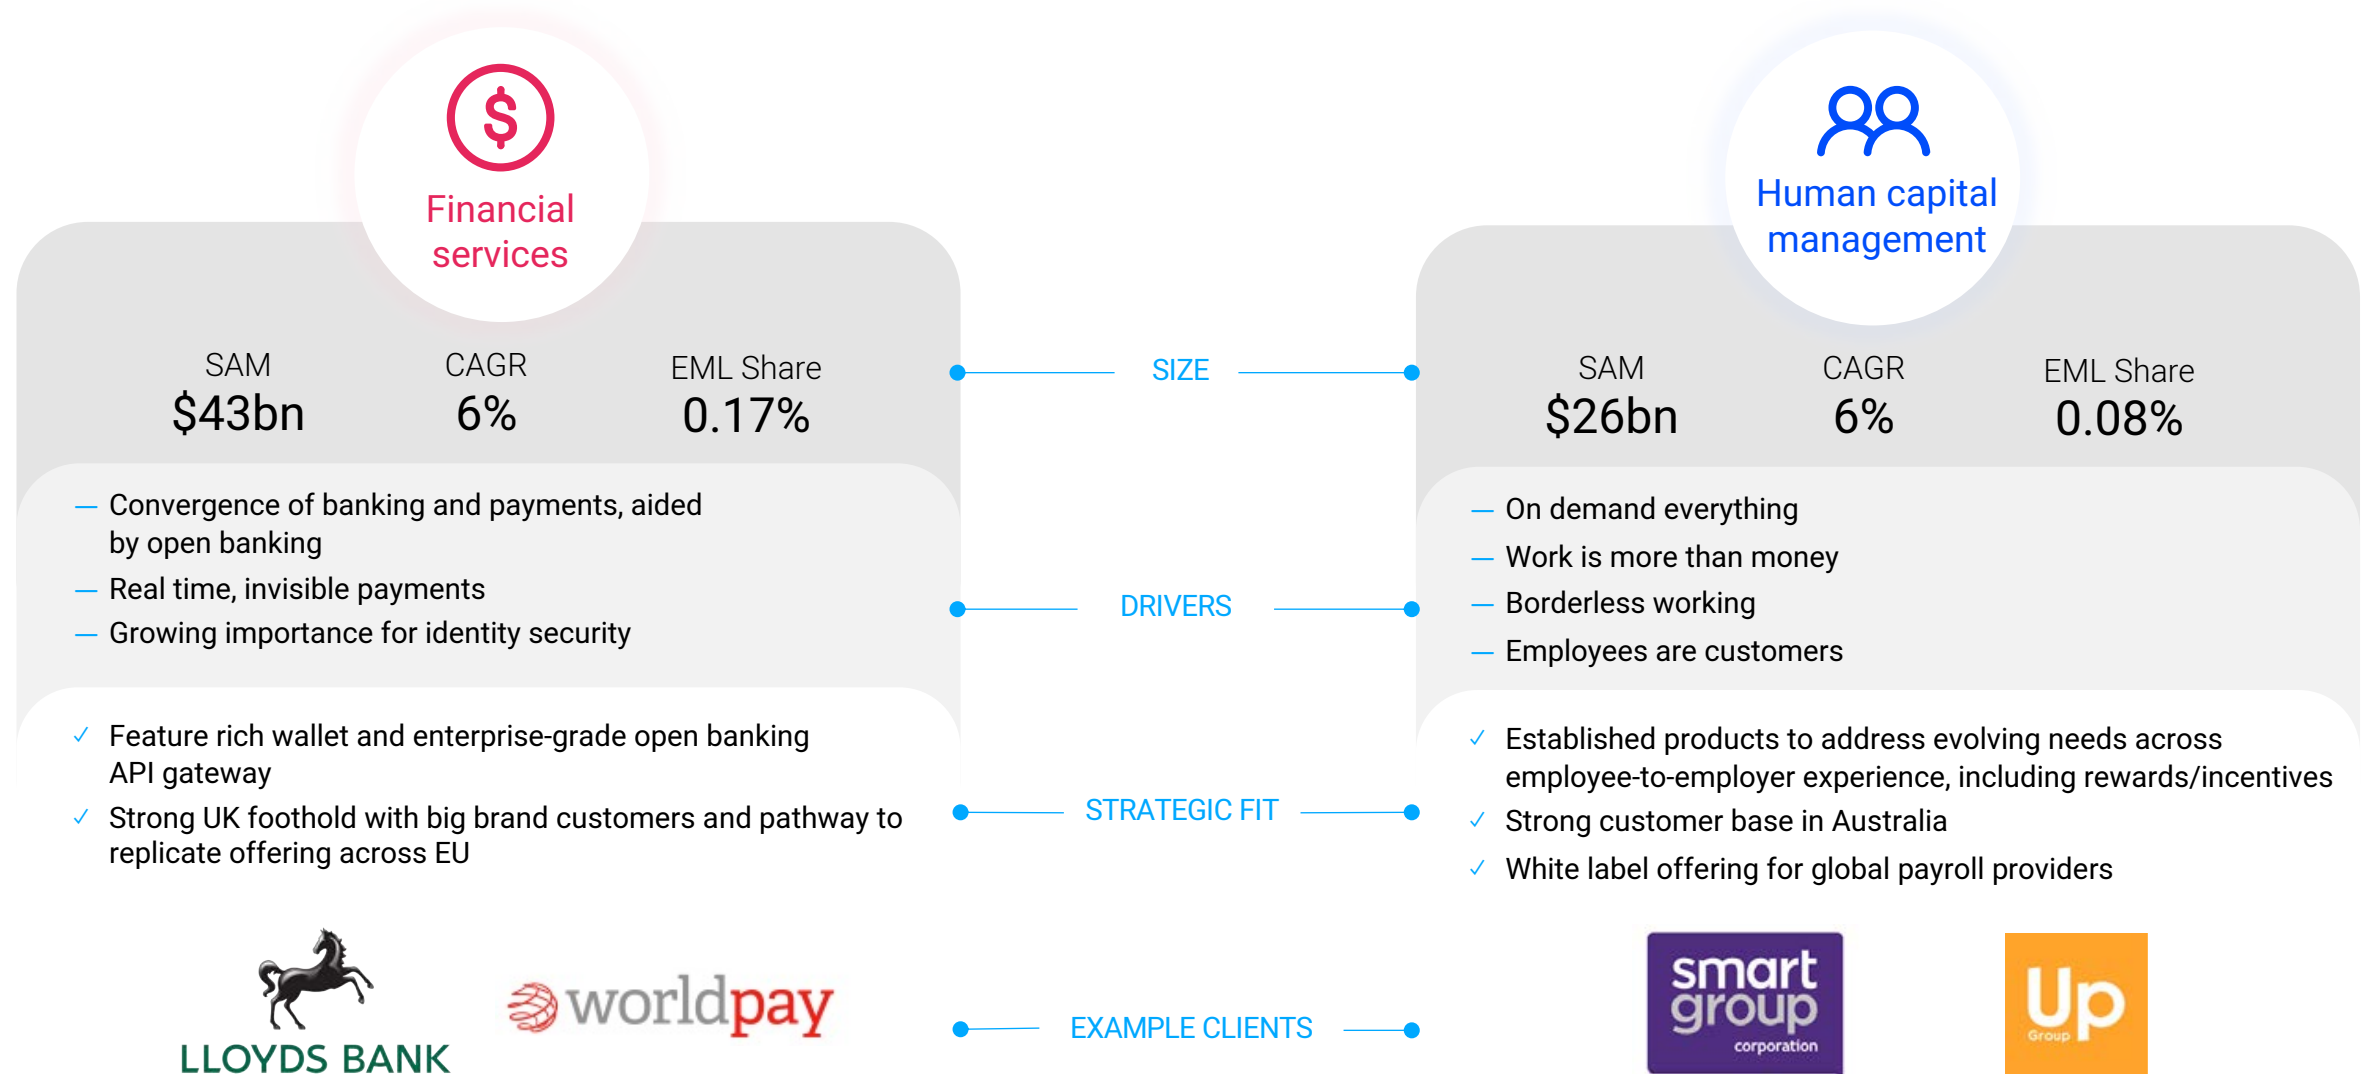 $
Financial
services
SAM
$43bn
CAGR
6%
EML Share
0.17%
— Convergence of banking and payments, aided
by open banking
— Real time, invisible payments
— Growing importance for identity security
✓ Feature rich wallet and enterprise-grade open banking
API gateway
✓ Strong UK foothold with big brand customers and pathway to
replicate offering across EU
LLOYDS BANK
worldpay
SIZE
DRIVERS
STRATEGIC FIT
EXAMPLE CLIENTS
Human capital
management
SAM
$26bn
CAGR
6%
EML Share
0.08%
— On demand everything
— Work is more than money
— Borderless working
— Employees are customers
✓ Established products to address evolving needs across
employee-to-employer experience, including rewards/incentives
✓ Strong customer base in Australia
✓ White label offering for global payroll providers
smart
group
corporation
Up
Group